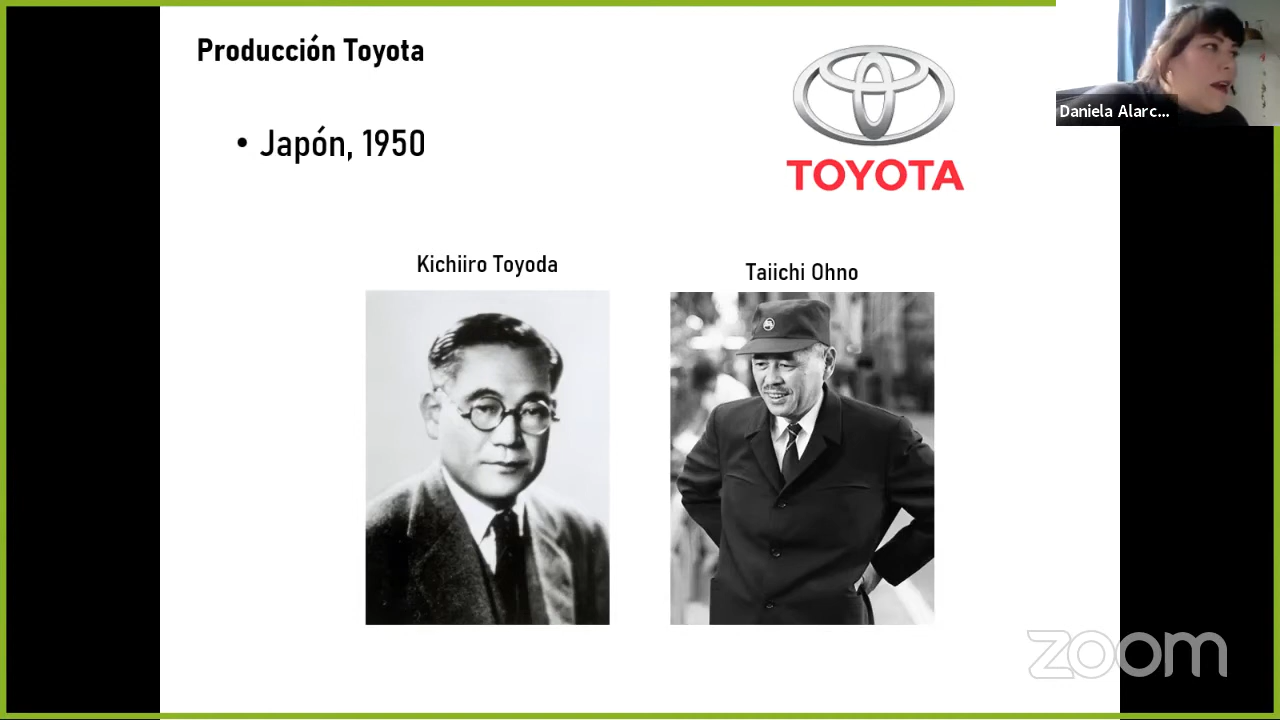 Producción Toyota
• Japón, 1950
TOYOTA
Daniela Alarc...
Kichiiro Toyoda
Taiichi Ohno
zoom